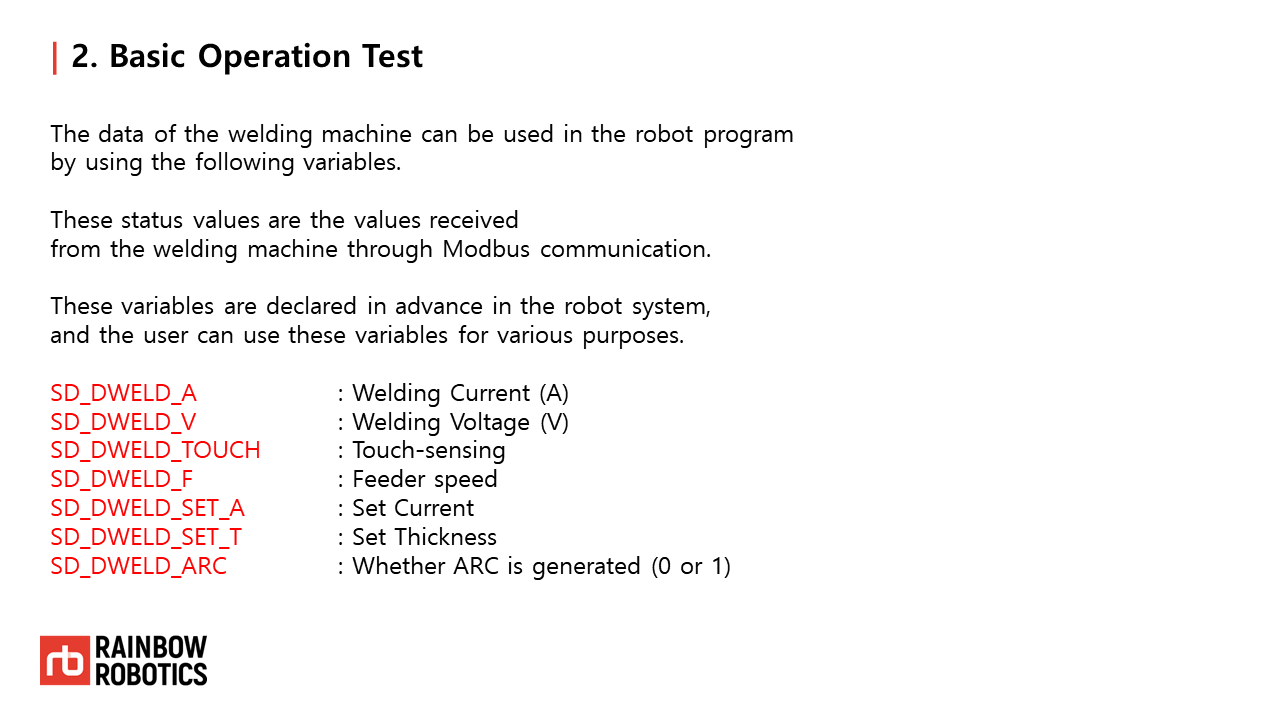 | 2. Basic Operation Test
The data of the welding machine can be used in the robot program
by using the following variables.
These status values are the values received
from the welding machine through Modbus communication.
These variables are declared in advance in the robot system,
and the user can use these variables for various purposes.
SD_DWELD_A : Welding Current (A)
SD_DWELD_V : Welding Voltage (V)
SD_DWELD_TOUCH : Touch-sensing
SD_DWELD_F : Feeder speed
SD_DWELD_SET_A : Set Current
SD_DWELD_SET_T : Set Thickness
SD_DWELD_ARC : Whether ARC is generated (0 or 1)
rb RAINBOW
ROBOTICS